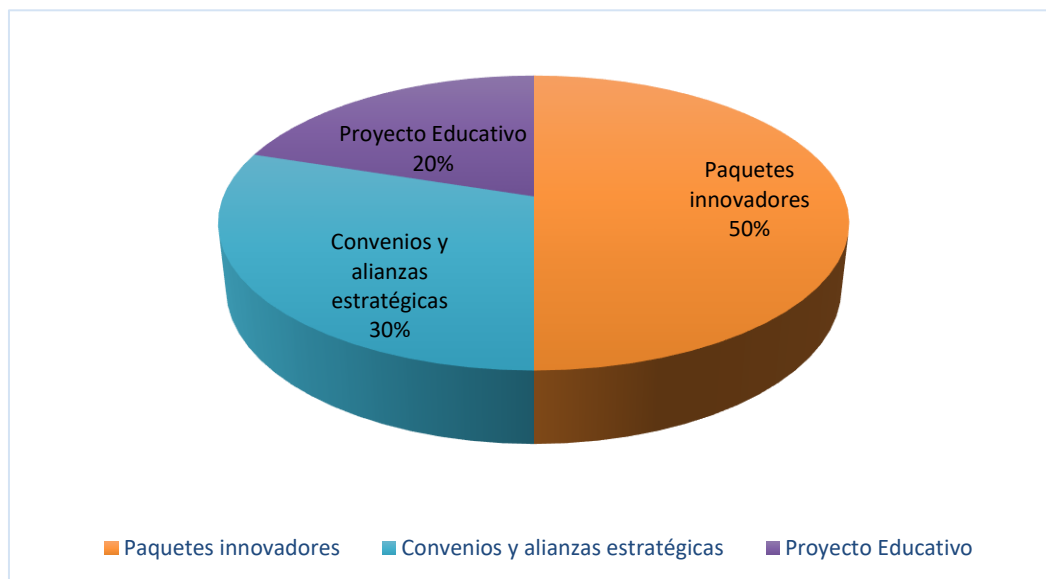 Proyecto Educativo
20%
Paquetes
innovadores
50%
Convenios y
alianzas
estratégicas
30%
Paquetes innovadores
Convenios y alianzas estratégicas
Proyecto Educativo